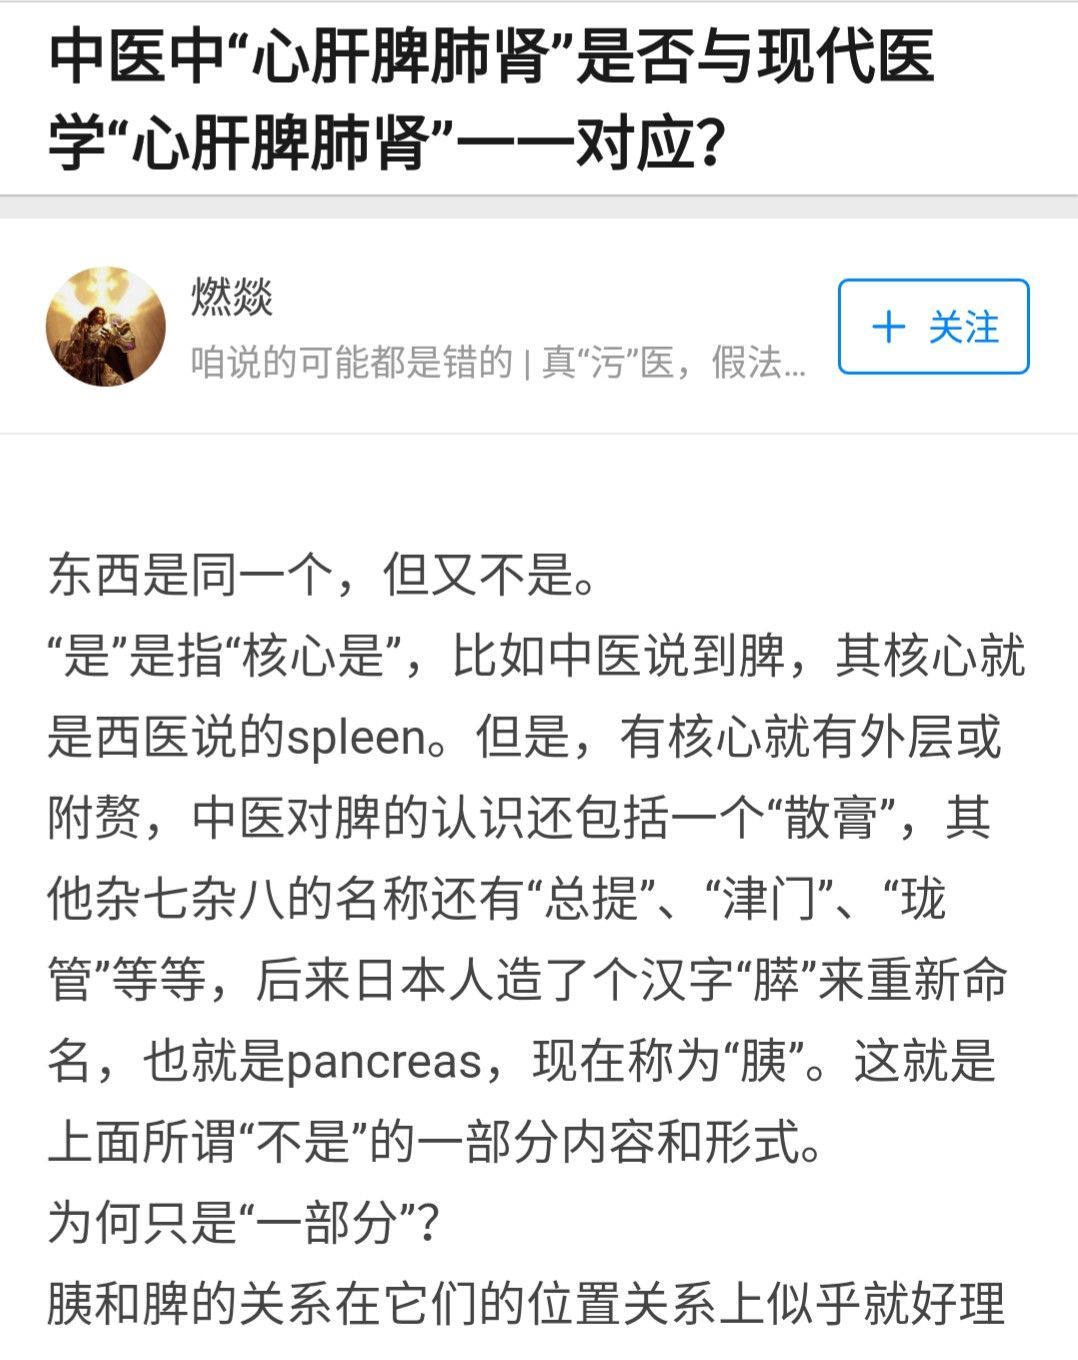 中医中“心肝脾肺肾”是否与现代医
学“心肝脾肺肾”一一对应？
燃燚
咱说的可能都是错的 | 真“污”医，假法...
+ 关注
东西是同一个，但又不是。
“是”是指“核心是”，比如中医说到脾，其核心就
是西医说的spleen。但是，有核心就有外层或
附赘，中医对脾的认识还包括一个“散膏”，其
他杂七杂八的名称还有“总提”、“津门”、“珑
管”等等，后来日本人造了个汉字“膵”来重新命
名，也就是pancreas，现在称为“胰”。这就是
上面所谓“不是”的一部分内容和形式。
为何只是“一部分”？
胰和脾的关系在它们的位置关系上似乎就好理